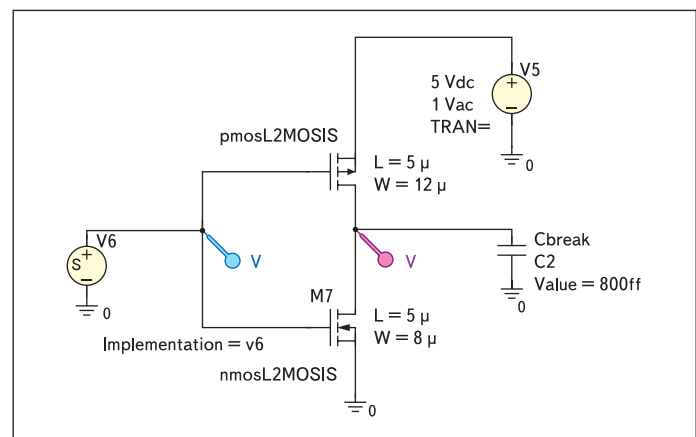 V5
5 Vdc
1 Vac
TRAN=
0
pmosL2MOSIS
L = 5 µ
W = 12 µ
V6
S
0
V
V
Cbreak
C2
Value = 800ff
0
M7
L = 5 µ
W = 8 µ
Implementation = v6
nmosL2MOSIS
0